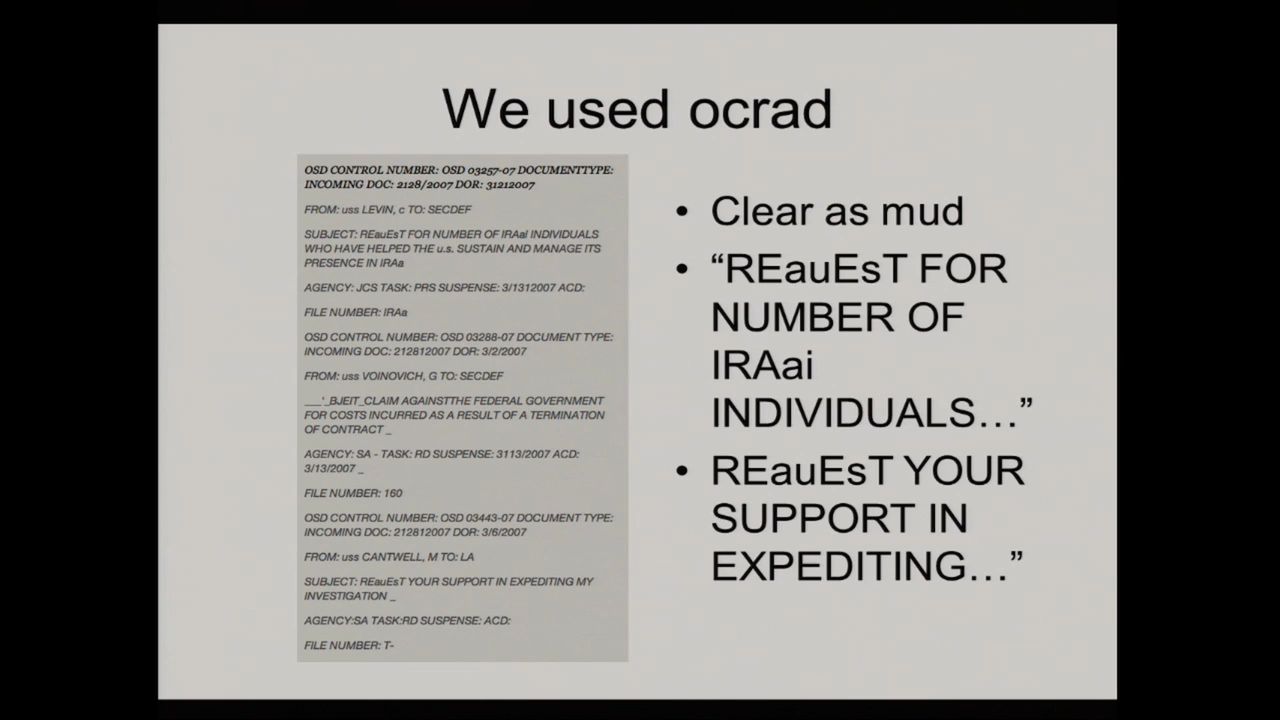 We used ocrad
OSD CONTROL NUMBER: OSD 03257-07 DOCUMENTTYPE:
INCOMING DOC: 2128/2007 DOR: 31212007
FROM: uss LEVIN, c TO: SECDEF
SUBJECT: REauEsT FOR NUMBER OF IRAal INDIVIDUALS
WHO HAVE HELPED THE u.s. SUSTAIN AND MANAGE ITS
PRESENCE IN IRAa
AGENCY: JCS TASK: PRS SUSPENSE: 3/1312007 ACD:
FILE NUMBER: IRAa
OSD CONTROL NUMBER: OSD 03288-07 DOCUMENT TYPE:
INCOMING DOC: 212812007 DOR: 3/2/2007
FROM: uss VOINOVICH, G TO: SECDEF
___'_BJEIT_CLAIM AGAINSTTHE FEDERAL GOVERNMENT
FOR COSTS INCURRED AS A RESULT OF A TERMINATION
OF CONTRACT _
AGENCY: SA - TASK: RD SUSPENSE: 3113/2007 ACD:
3/13/2007 _
FILE NUMBER: 160
OSD CONTROL NUMBER: OSD 03443-07 DOCUMENT TYPE:
INCOMING DOC: 212812007 DOR: 3/6/2007
FROM: uss CANTWELL, M TO: LA
SUBJECT: REauEsT YOUR SUPPORT IN EXPEDITING MY
INVESTIGATION _
AGENCY:SA TASK:RD SUSPENSE: ACD:
FILE NUMBER: T-
• Clear as mud
• “REauEsT FOR
NUMBER OF
IRAai
INDIVIDUALS…”
• REauEsT YOUR
SUPPORT IN
EXPEDITING…”